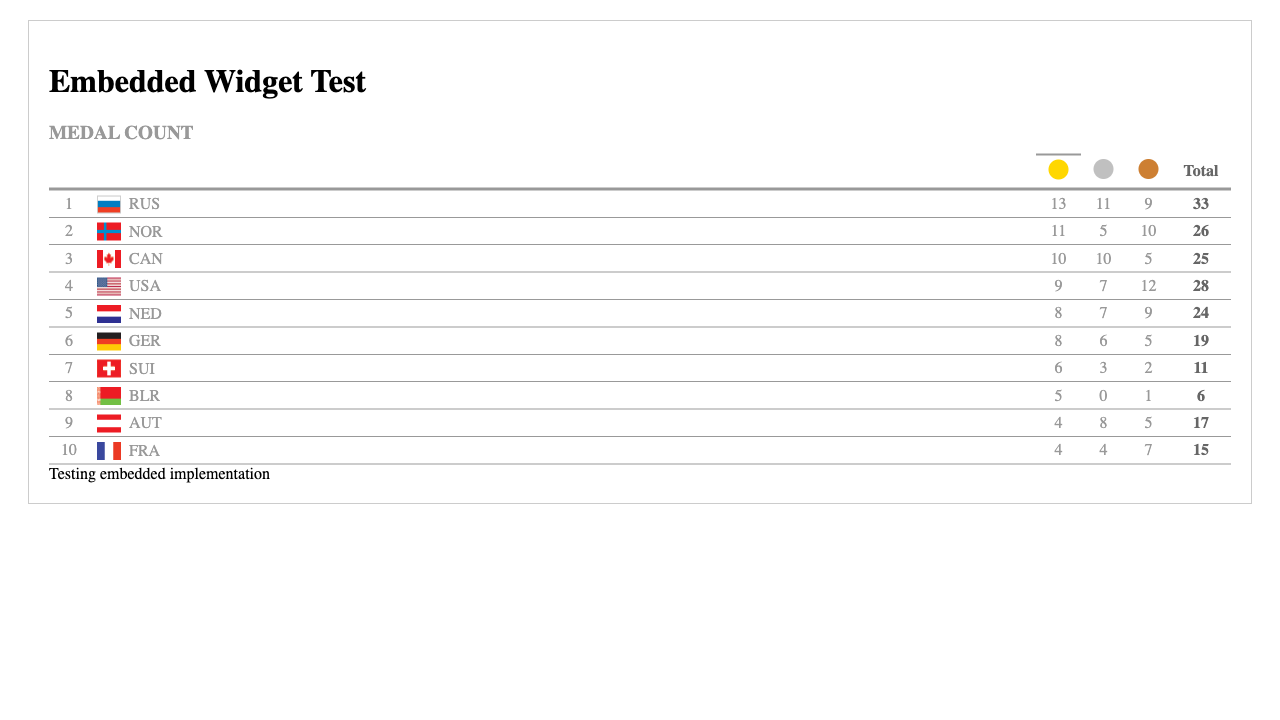 Embedded Widget Test
MEDAL COUNT
Total
1 RUS 13 11 9 33
2 NOR 11 5 10 26
3 CAN 10 10 5 25
4 USA 9 7 12 28
5 NED 8 7 9 24
6 GER 8 6 5 19
7 SUI 6 3 2 11
8 BLR 5 0 1 6
9 AUT 4 8 5 17
10 FRA 4 4 7 15
Testing embedded implementation